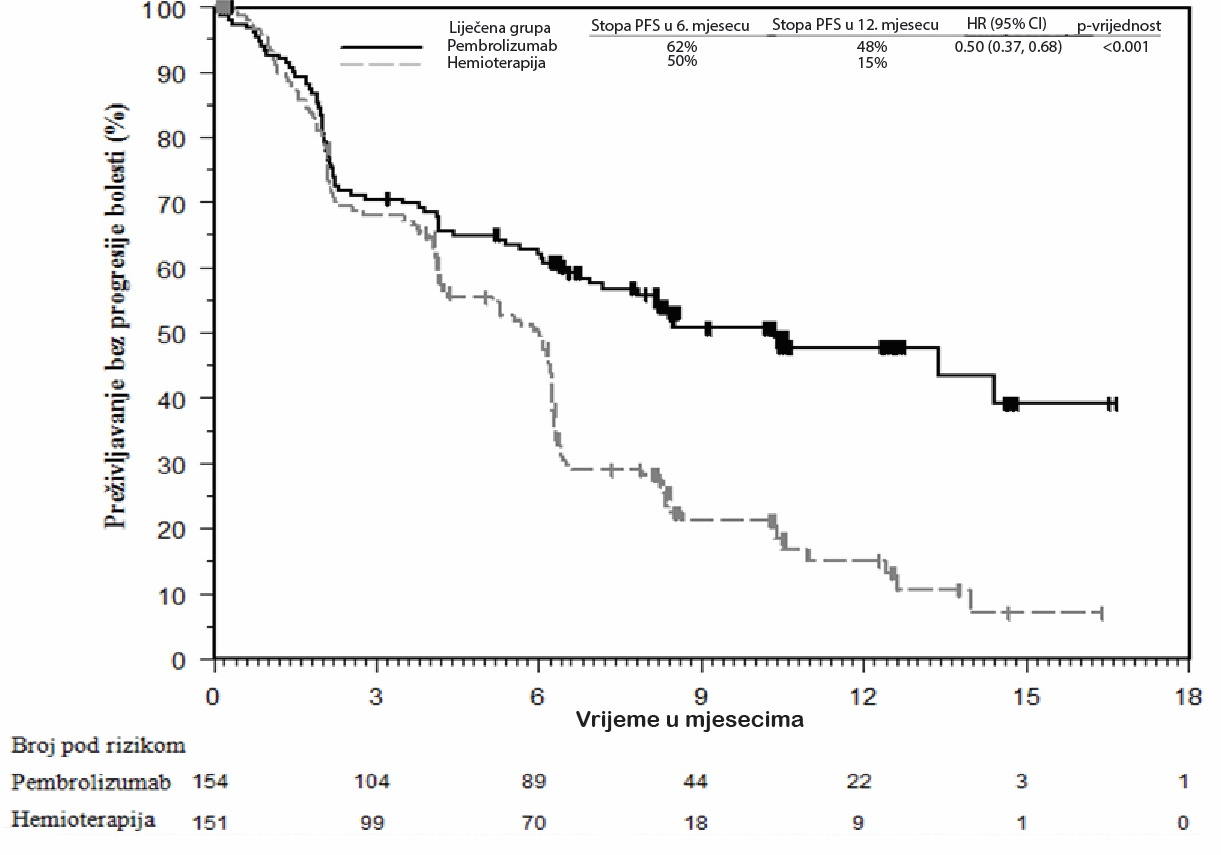 Liječena grupa Stopa PFS u 6. mjesecu Stopa PFS u 12. mjesecu HR (95% CI) p-vrijednost
Pembrolizumab 62% 48% 0.50 (0.37, 0.68) <0.001
Hemioterapija 50% 15%
Preživljavanje bez progresije bolesti (%)
100
90
80
70
60
50
40
30
20
10
0
0 3 6 9 12 15 18
Vrijeme u mjesecima
Broj pod rizikom
Pembrolizumab 154 104 89 44 22 3 1
Hemioterapija 151 99 70 18 9 1 0